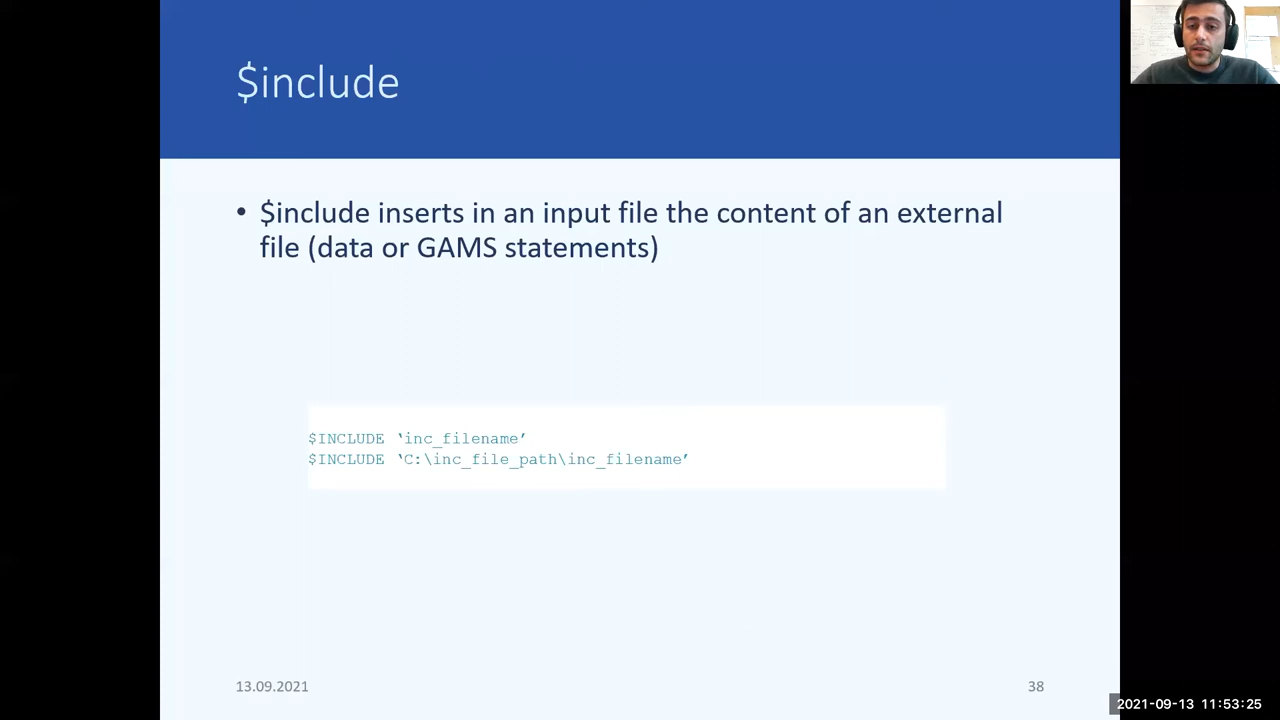 $include
• $include inserts in an input file the content of an external
file (data or GAMS statements)
$INCLUDE ‘inc_filename’
$INCLUDE ‘C:\inc_file_path\inc_filename’
13.09.2021
38
2021-09-13 11:53:25